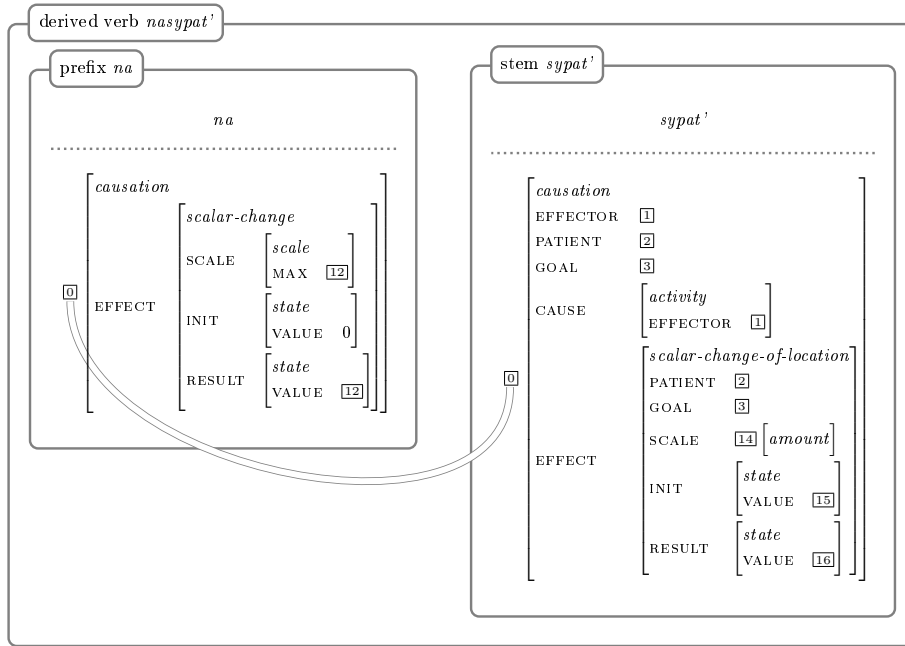 derived verb nasypat'
prefix na
na
0
causation
EFFECT
scalar-change
SCALE
scale
MAX 12
INIT
state
VALUE 0
RESULT
state
VALUE 12
stem sypat'
sypat'
0
causation
EFFECTOR 1
PATIENT 2
GOAL 3
CAUSE
activity
EFFECTOR 1
EFFECT
scalar-change-of-location
PATIENT 2
GOAL 3
SCALE 14 amount
INIT
state
VALUE 15
RESULT
state
VALUE 16